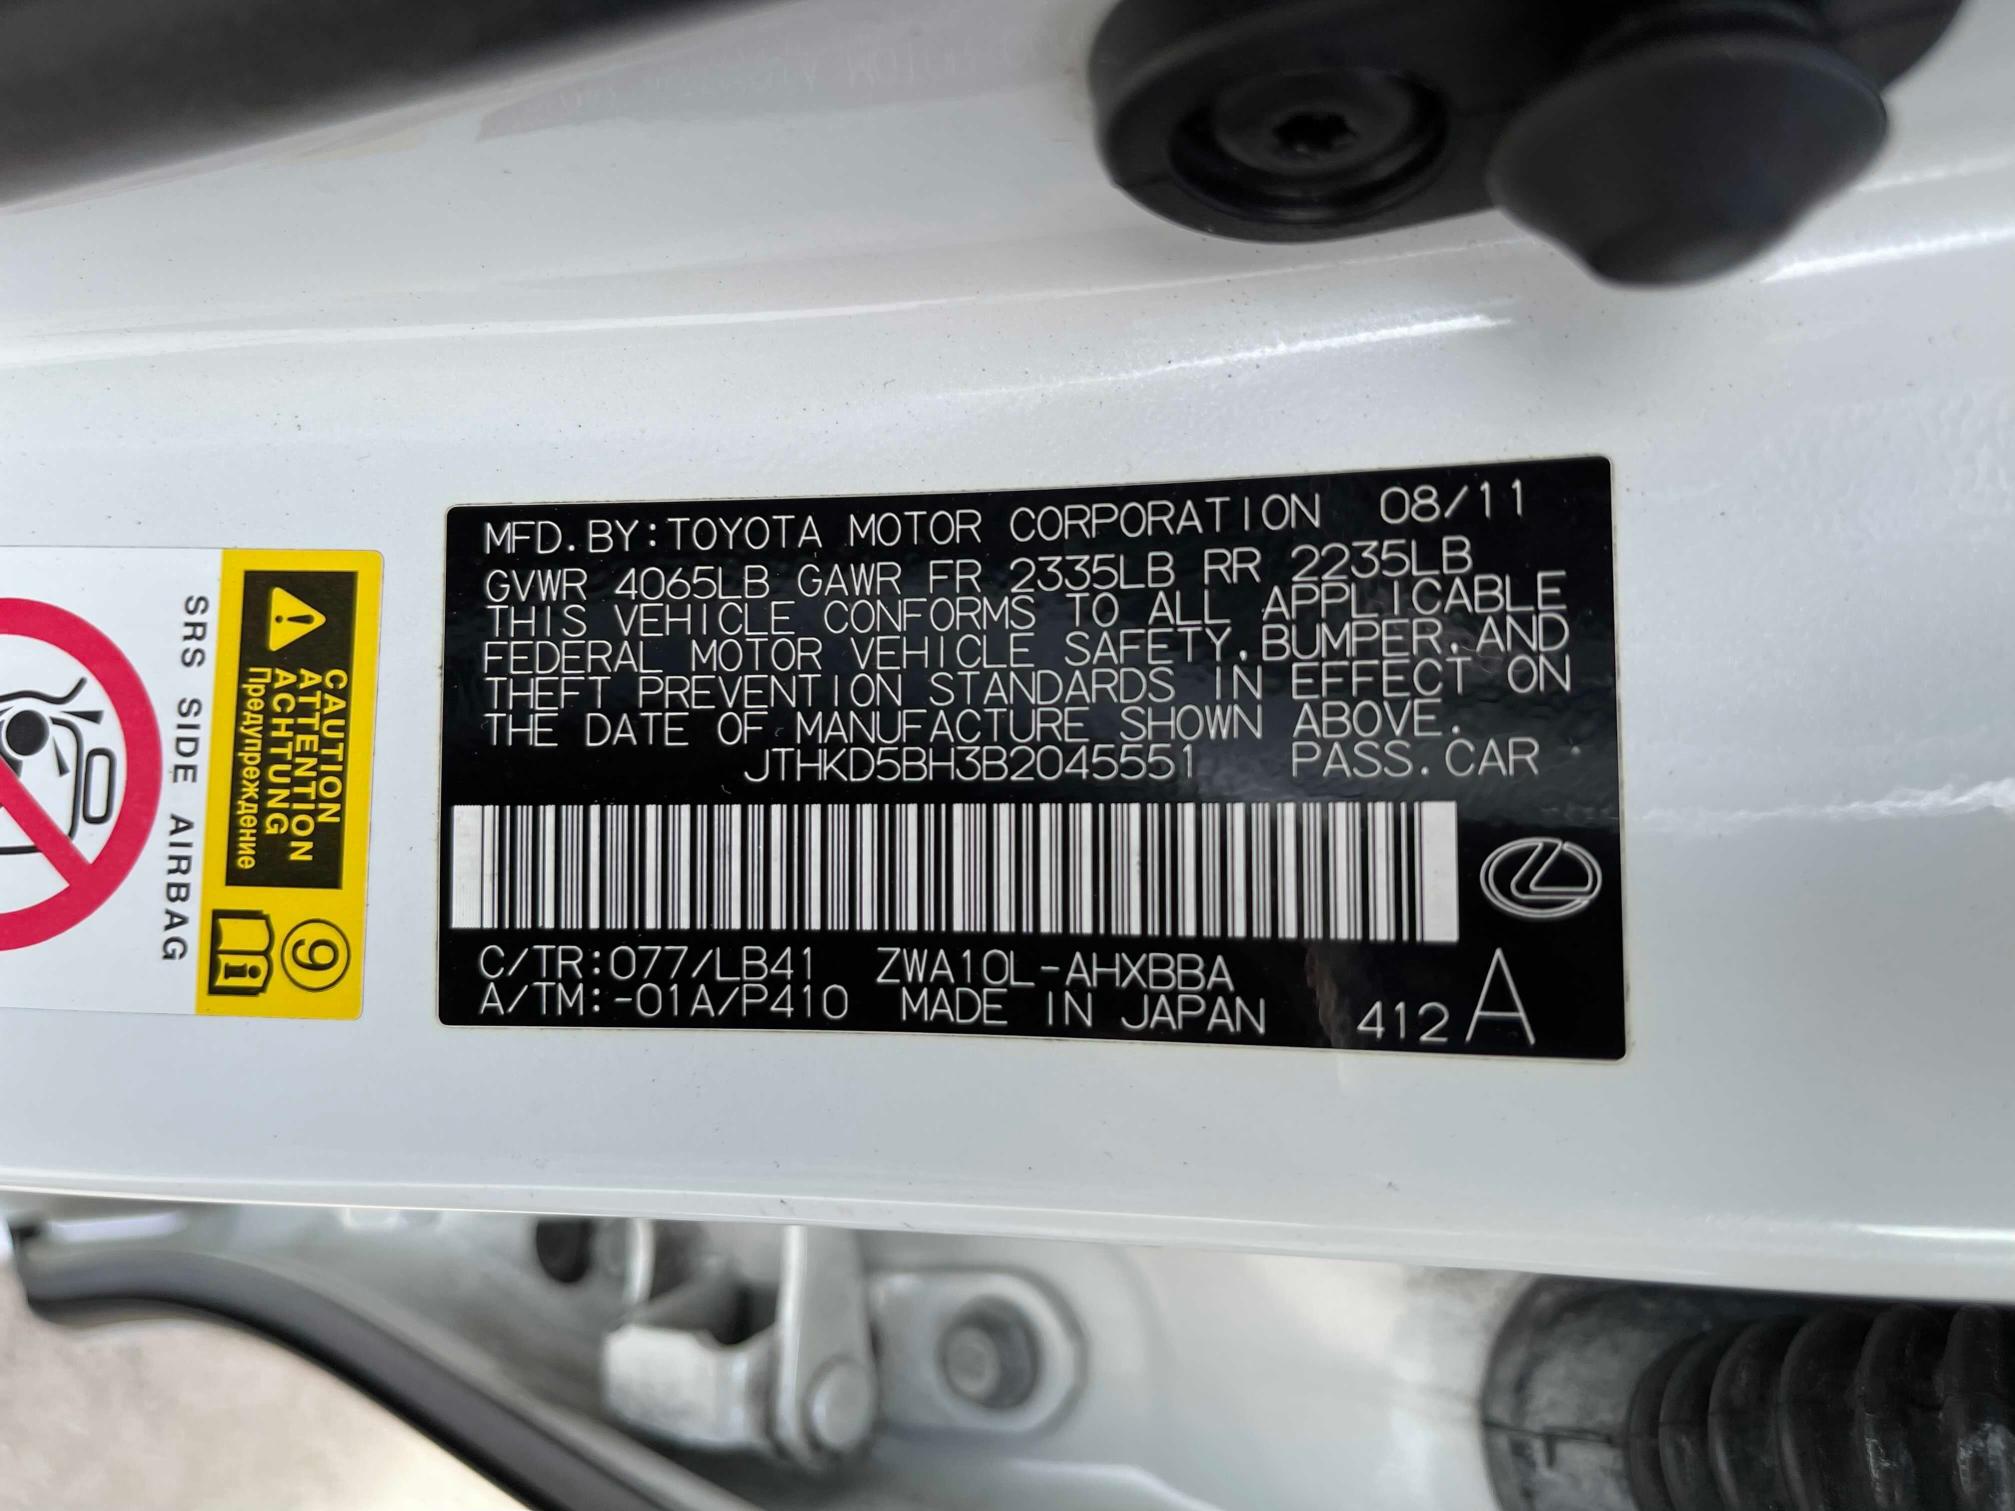 MFD.BY:TOYOTA MOTOR CORPORATION 08/11
GVWR 4065LB GAWR FR 2335LB RR 2235LB
THIS VEHICLE CONFORMS TO ALL APPLICABLE
FEDERAL MOTOR VEHICLE SAFETY,BUMPER,AND
THEFT PREVENTION STANDARDS IN EFFECT ON
THE DATE OF MANUFACTURE SHOWN ABOVE.
JTHKD5BH3B2045551 PASS.CAR
C/TR:077/LB41 ZWA10L-AHXBBA
A/TM:-01A/P410 MADE IN JAPAN 412 A
CAUTION
ATTENTION
ACHTUNG
Предупреждение
9
SRS SIDE AIRBAG